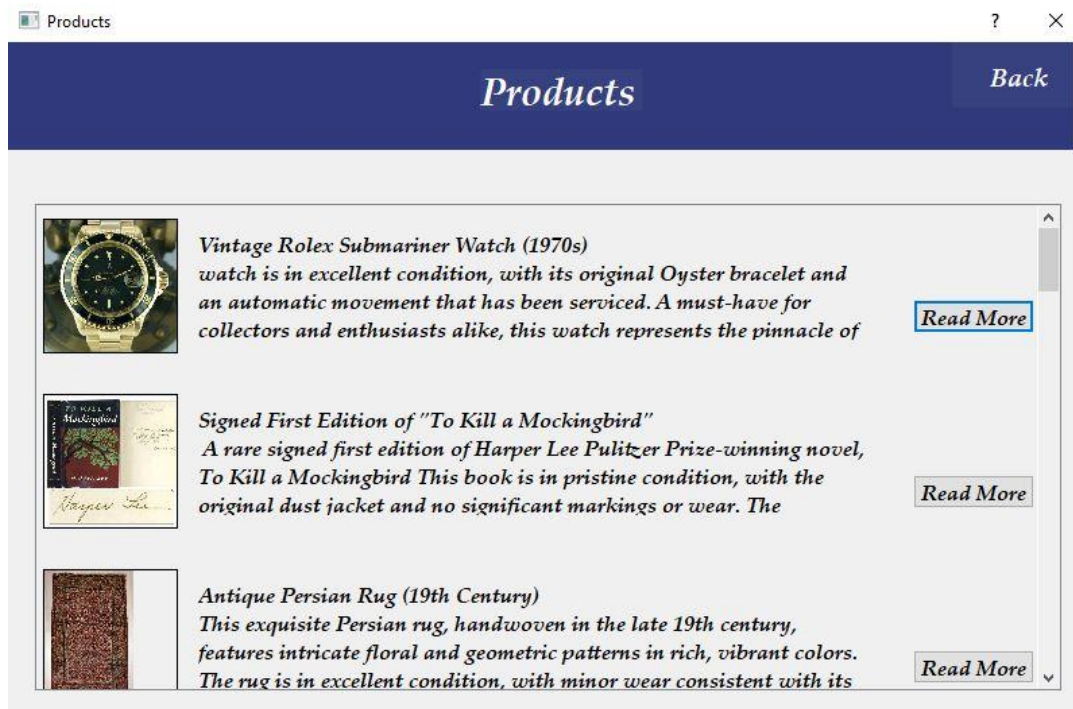 Products
?
Products
Back
Vintage Rolex Submariner Watch (1970s)
watch is in excellent condition, with its original Oyster bracelet and
an automatic movement that has been serviced. A must-have for
collectors and enthusiasts alike, this watch represents the pinnacle of
Read More
TO KILL A
Mockingbird
Harper Lee
Signed First Edition of "To Kill a Mockingbird"
A rare signed first edition of Harper Lee Pulitzer Prize-winning novel,
To Kill a Mockingbird This book is in pristine condition, with the
original dust jacket and no significant markings or wear. The
Read More
Antique Persian Rug (19th Century)
This exquisite Persian rug, handwoven in the late 19th century,
features intricate floral and geometric patterns in rich, vibrant colors.
The rug is in excellent condition, with minor wear consistent with its
Read More